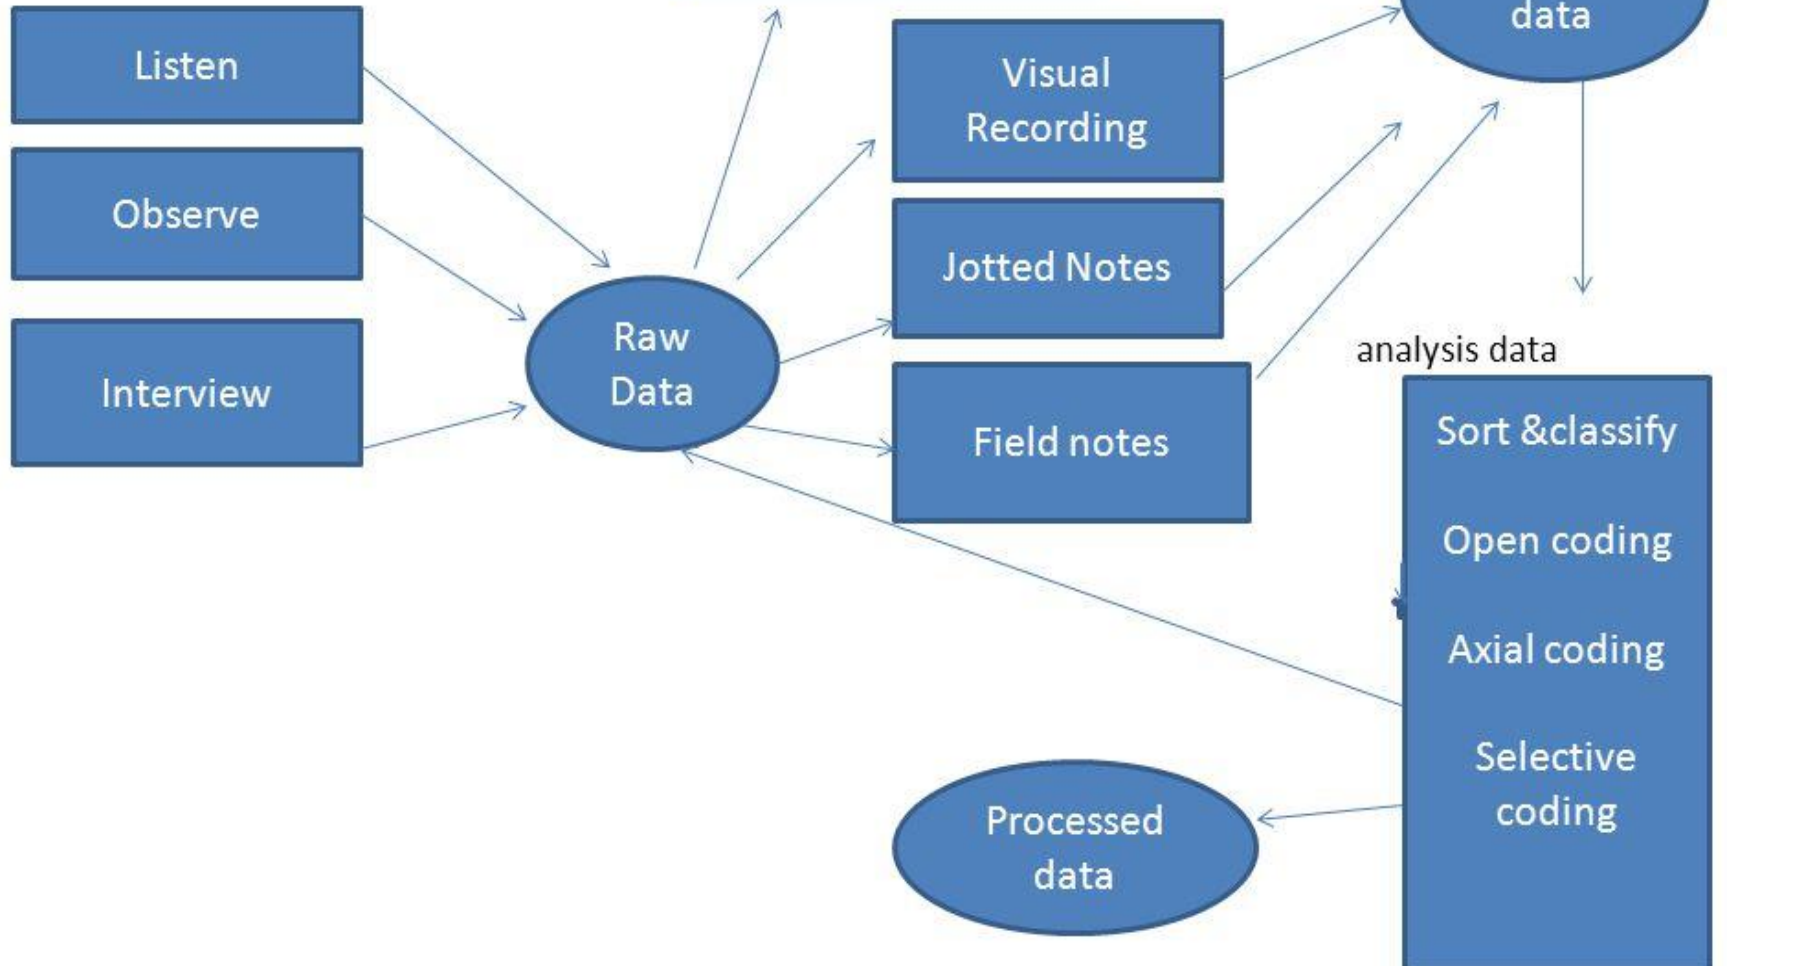 Listen
Observe
Interview
Raw
Data
Visual
Recording
Jotted Notes
Field notes
data
analysis data
Sort &classify
Open coding
Axial coding
Selective
coding
Processed
data